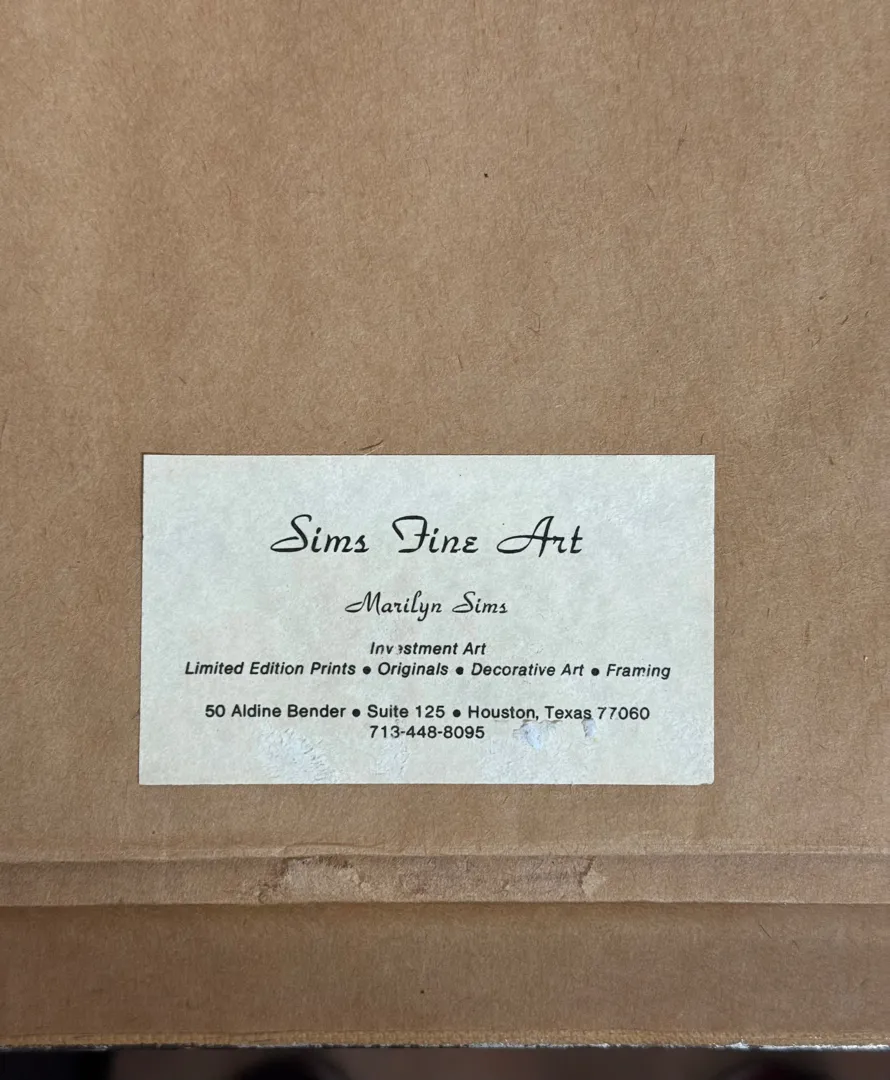 Sims Fine Art
Marilyn Sims
Investment Art
Limited Edition Prints • Originals • Decorative Art • Framing
50 Aldine Bender • Suite 125 • Houston, Texas 77060
713-448-8095